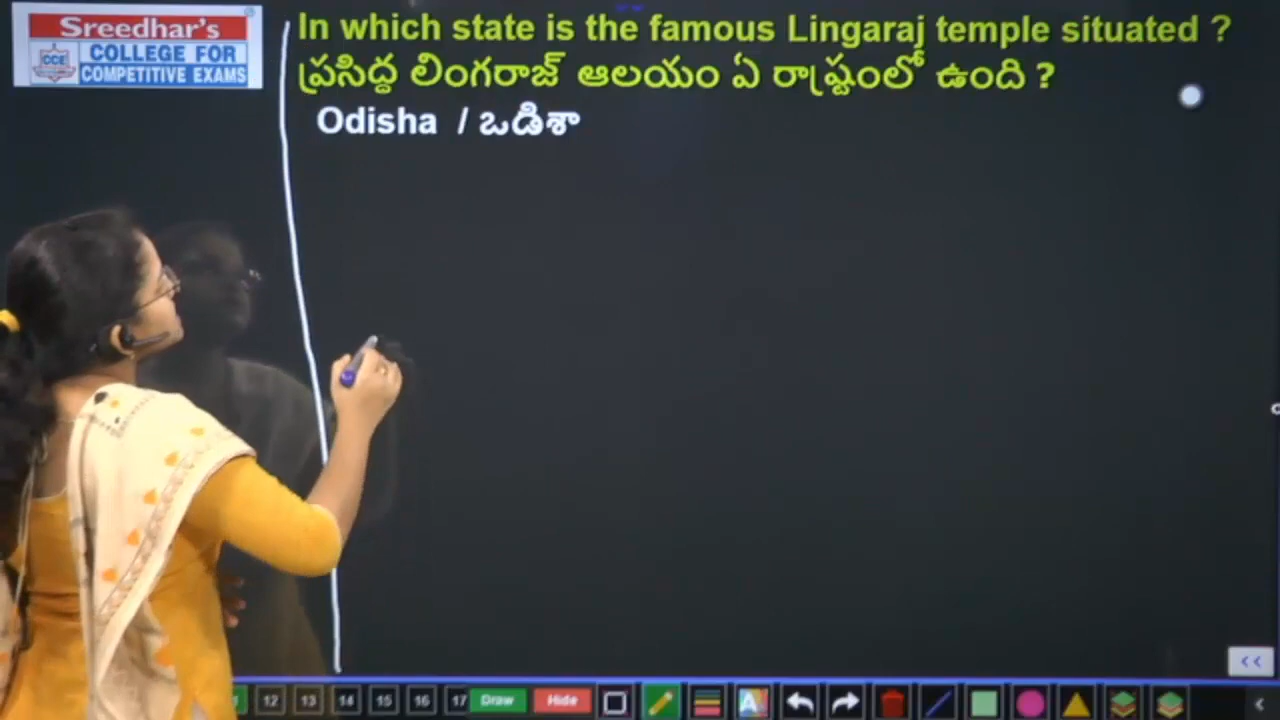 Sreedhar's
CCE
COLLEGE FOR
COMPETITIVE EXAMS
In which state is the famous Lingaraj temple situated ?
ప్రసిద్ధ లింగరాజ్ ఆలయం ఏ రాష్ట్రంలో ఉంది ?
Odisha / ఒడిశా
12 13 14 15 16 17 Draw Hide